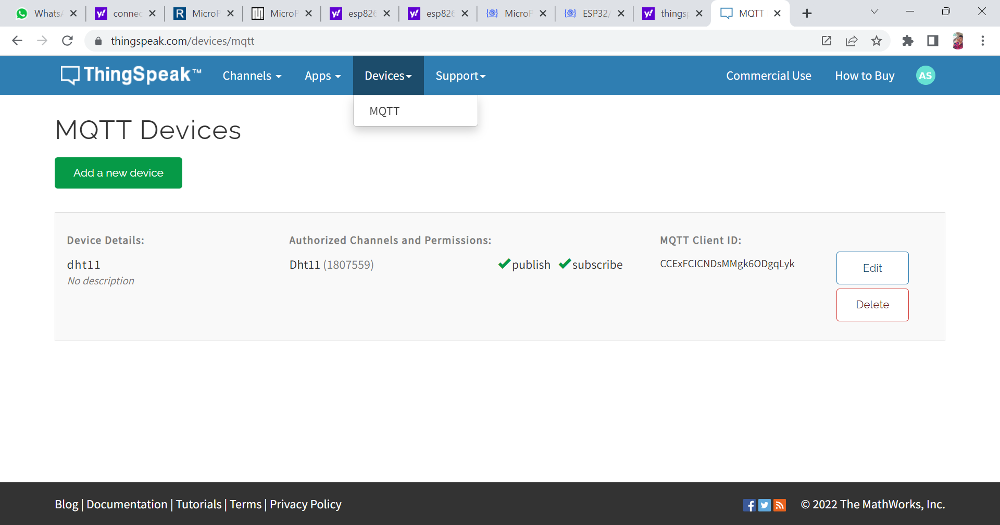 WhatsA
connec
MicroP
MicroP
esp826
esp826
MicroP
ESP32/
thingsp
MQTT
thingspeak.com/devices/mqtt
ThingSpeak™
Channels
Apps
Devices
Support
Commercial Use
How to Buy
AS
MQTT
MQTT Devices
Add a new device
Device Details:
Authorized Channels and Permissions:
MQTT Client ID:
dht11
Dht11 (1807559)
publish
subscribe
CCExFCICNDsMMgk6ODgqLyk
Edit
No description
Delete
Blog | Documentation | Tutorials | Terms | Privacy Policy
© 2022 The MathWorks, Inc.